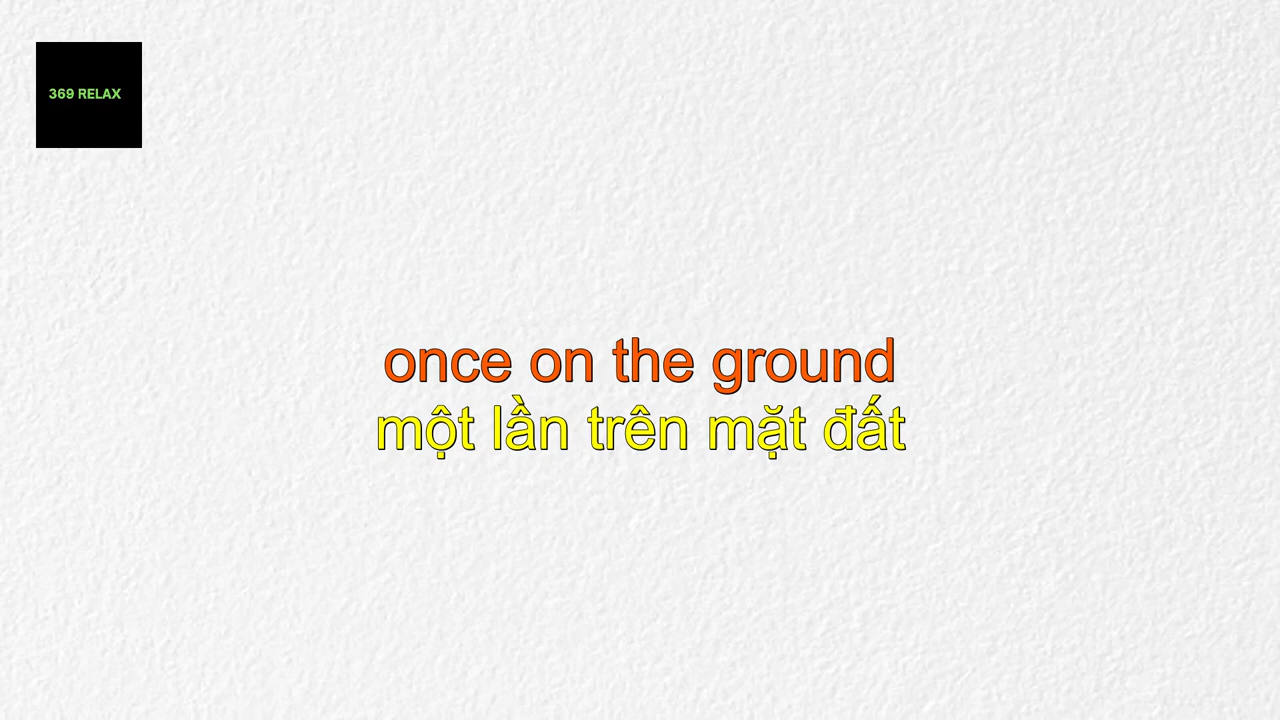 369 RELAX
once on the ground
một lần trên mặt đất